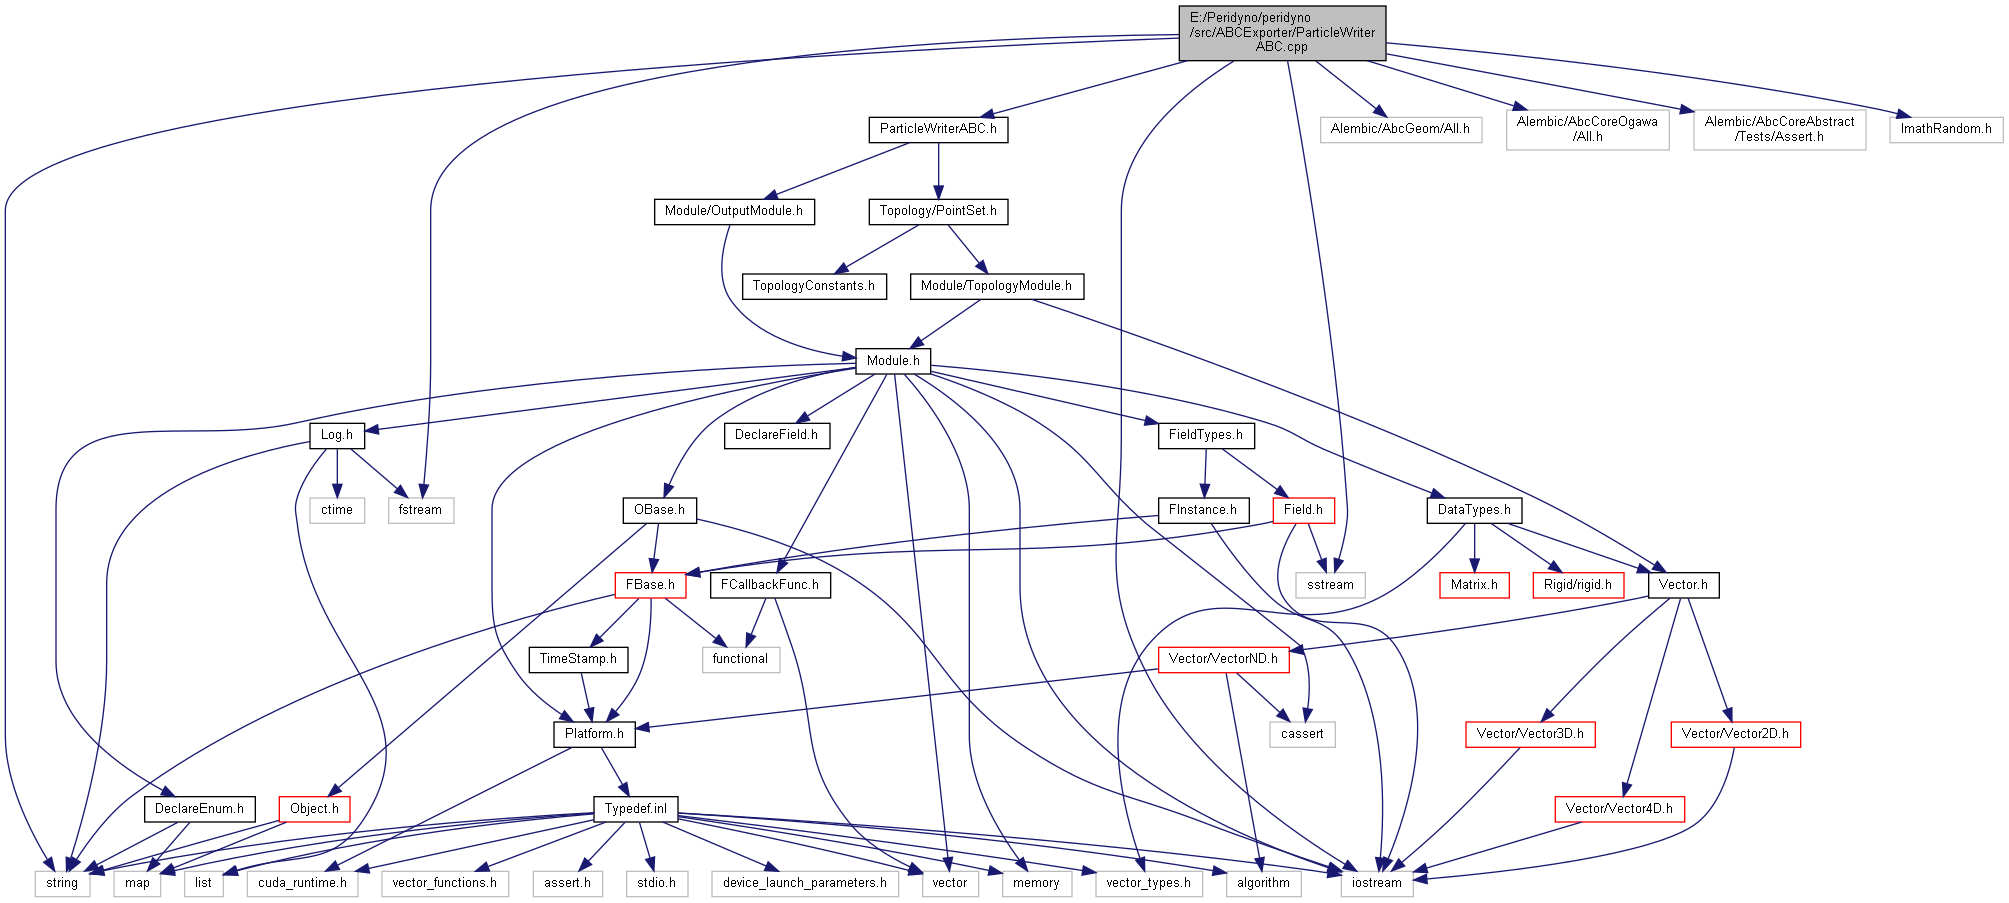 E:/Peridyno/peridyno
/src/ABCExporter/ParticleWriter
ABC.cpp
ParticleWriterABC.h
Alembic/AbcGeom/All.h
Alembic/AbcCoreOgawa
/All.h
Alembic/AbcCoreAbstract
/Tests/Assert.h
ImathRandom.h
Module/OutputModule.h
Topology/PointSet.h
TopologyConstants.h
Module/TopologyModule.h
Module.h
Log.h
DeclareField.h
FieldTypes.h
ctime
fstream
OBase.h
FInstance.h
Field.h
DataTypes.h
FBase.h
FCallbackFunc.h
sstream
Matrix.h
Rigid/rigid.h
Vector.h
TimeStamp.h
functional
Vector/VectorND.h
Platform.h
cassert
Vector/Vector3D.h
Vector/Vector2D.h
DeclareEnum.h
Object.h
Typedef.inl
Vector/Vector4D.h
string
map
list
cuda_runtime.h
vector_functions.h
assert.h
stdio.h
device_launch_parameters.h
vector
memory
vector_types.h
algorithm
iostream